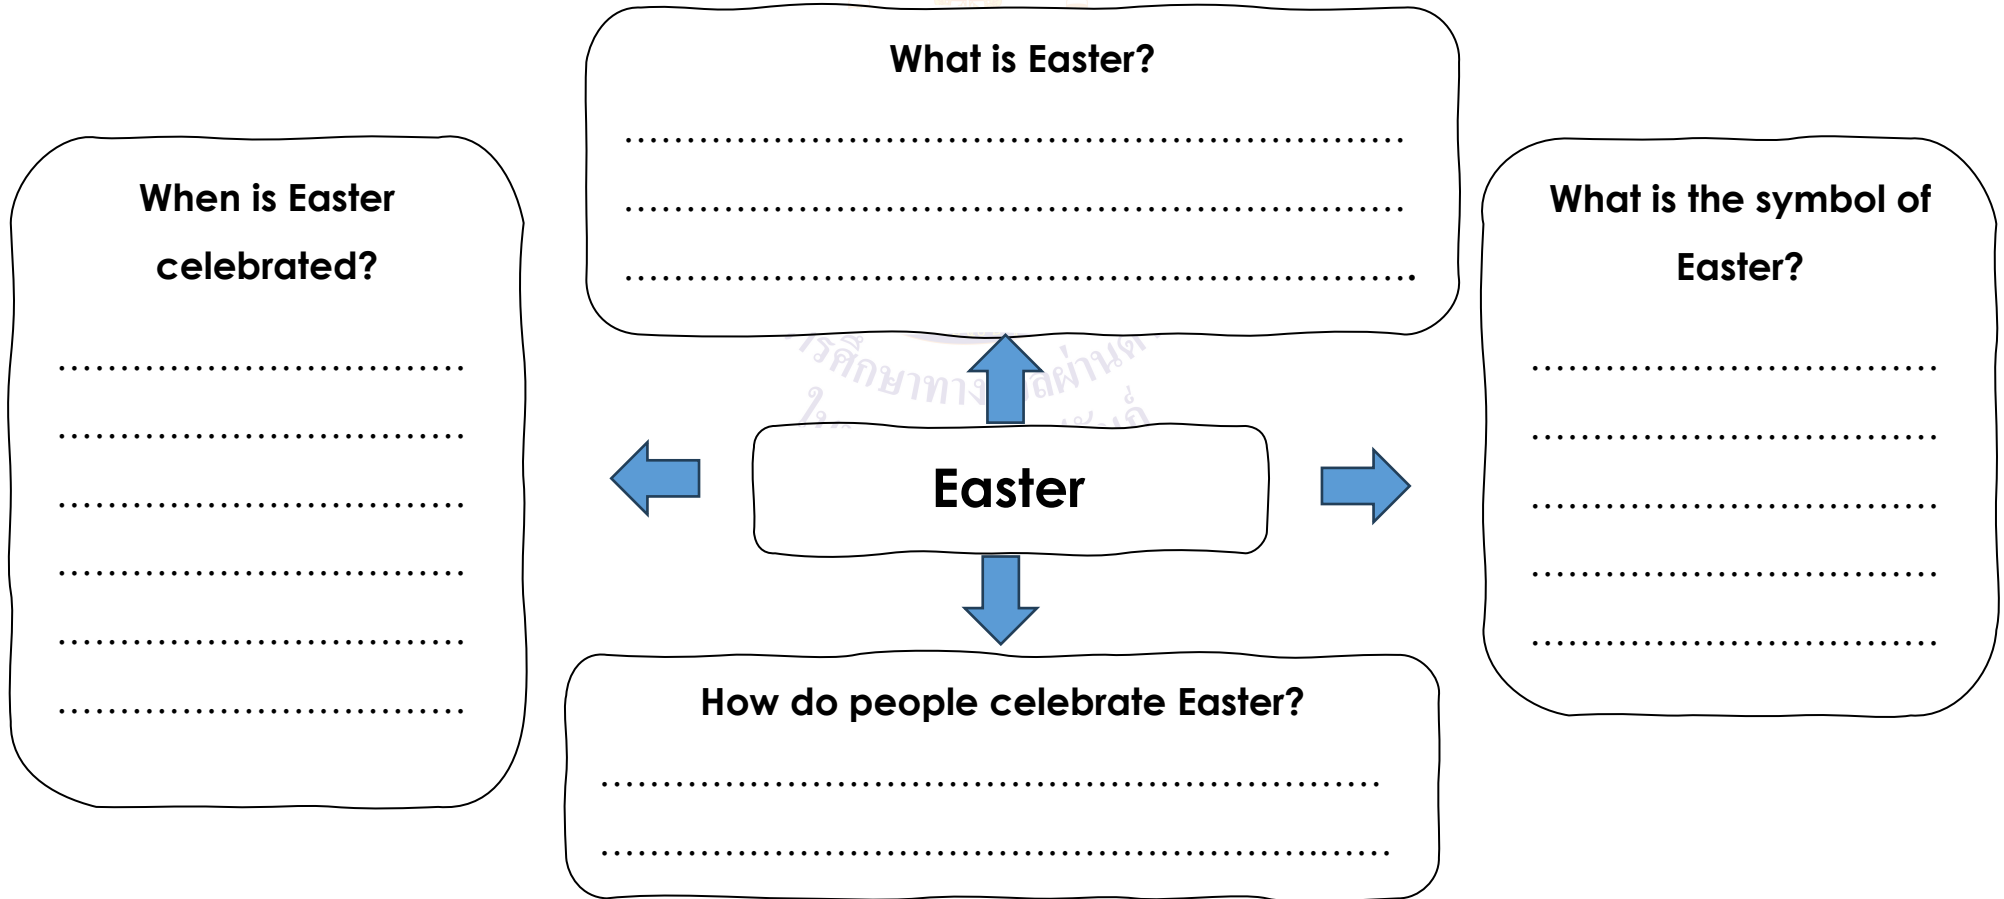 What is Easter?
When is Easter
celebrated?
What is the symbol of
Easter?
Easter
How do people celebrate Easter?